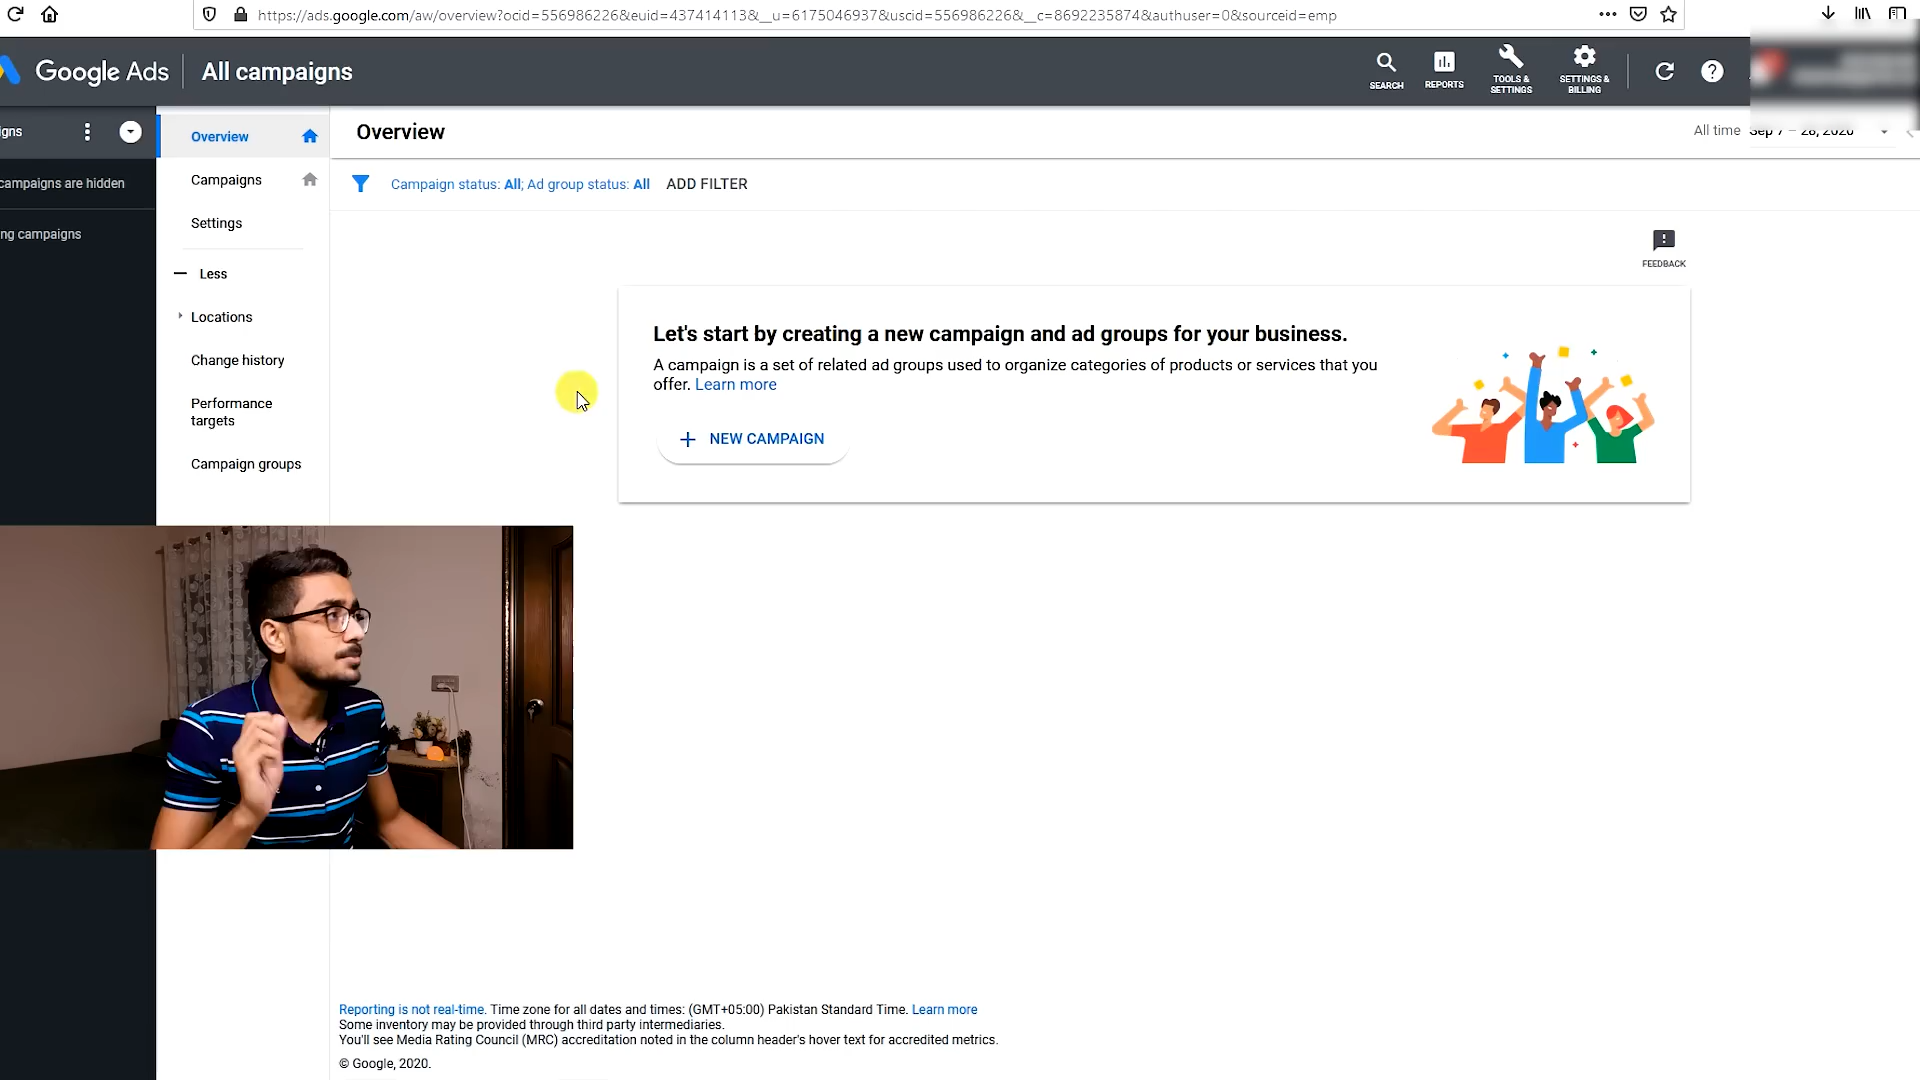 https://ads.google.com/aw/overview?ocid=556986226&euid=437414113&__u=6175046937&uscid=556986226&__c=8692235874&authuser=0&sourceid=emp
Google Ads
All campaigns
SEARCH
REPORTS
TOOLS &
SETTINGS
SETTINGS &
BILLING
igns
campaigns are hidden
ng campaigns
Overview
Campaigns
Settings
Less
Locations
Change history
Performance
targets
Campaign groups
Overview
All time Sep 7 – 28, 2020
Campaign status: All; Ad group status: All ADD FILTER
FEEDBACK
Let's start by creating a new campaign and ad groups for your business.
A campaign is a set of related ad groups used to organize categories of products or services that you
offer. Learn more
NEW CAMPAIGN
Reporting is not real-time. Time zone for all dates and times: (GMT+05:00) Pakistan Standard Time. Learn more
Some inventory may be provided through third party intermediaries.
You'll see Media Rating Council (MRC) accreditation noted in the column header's hover text for accredited metrics.
© Google, 2020.